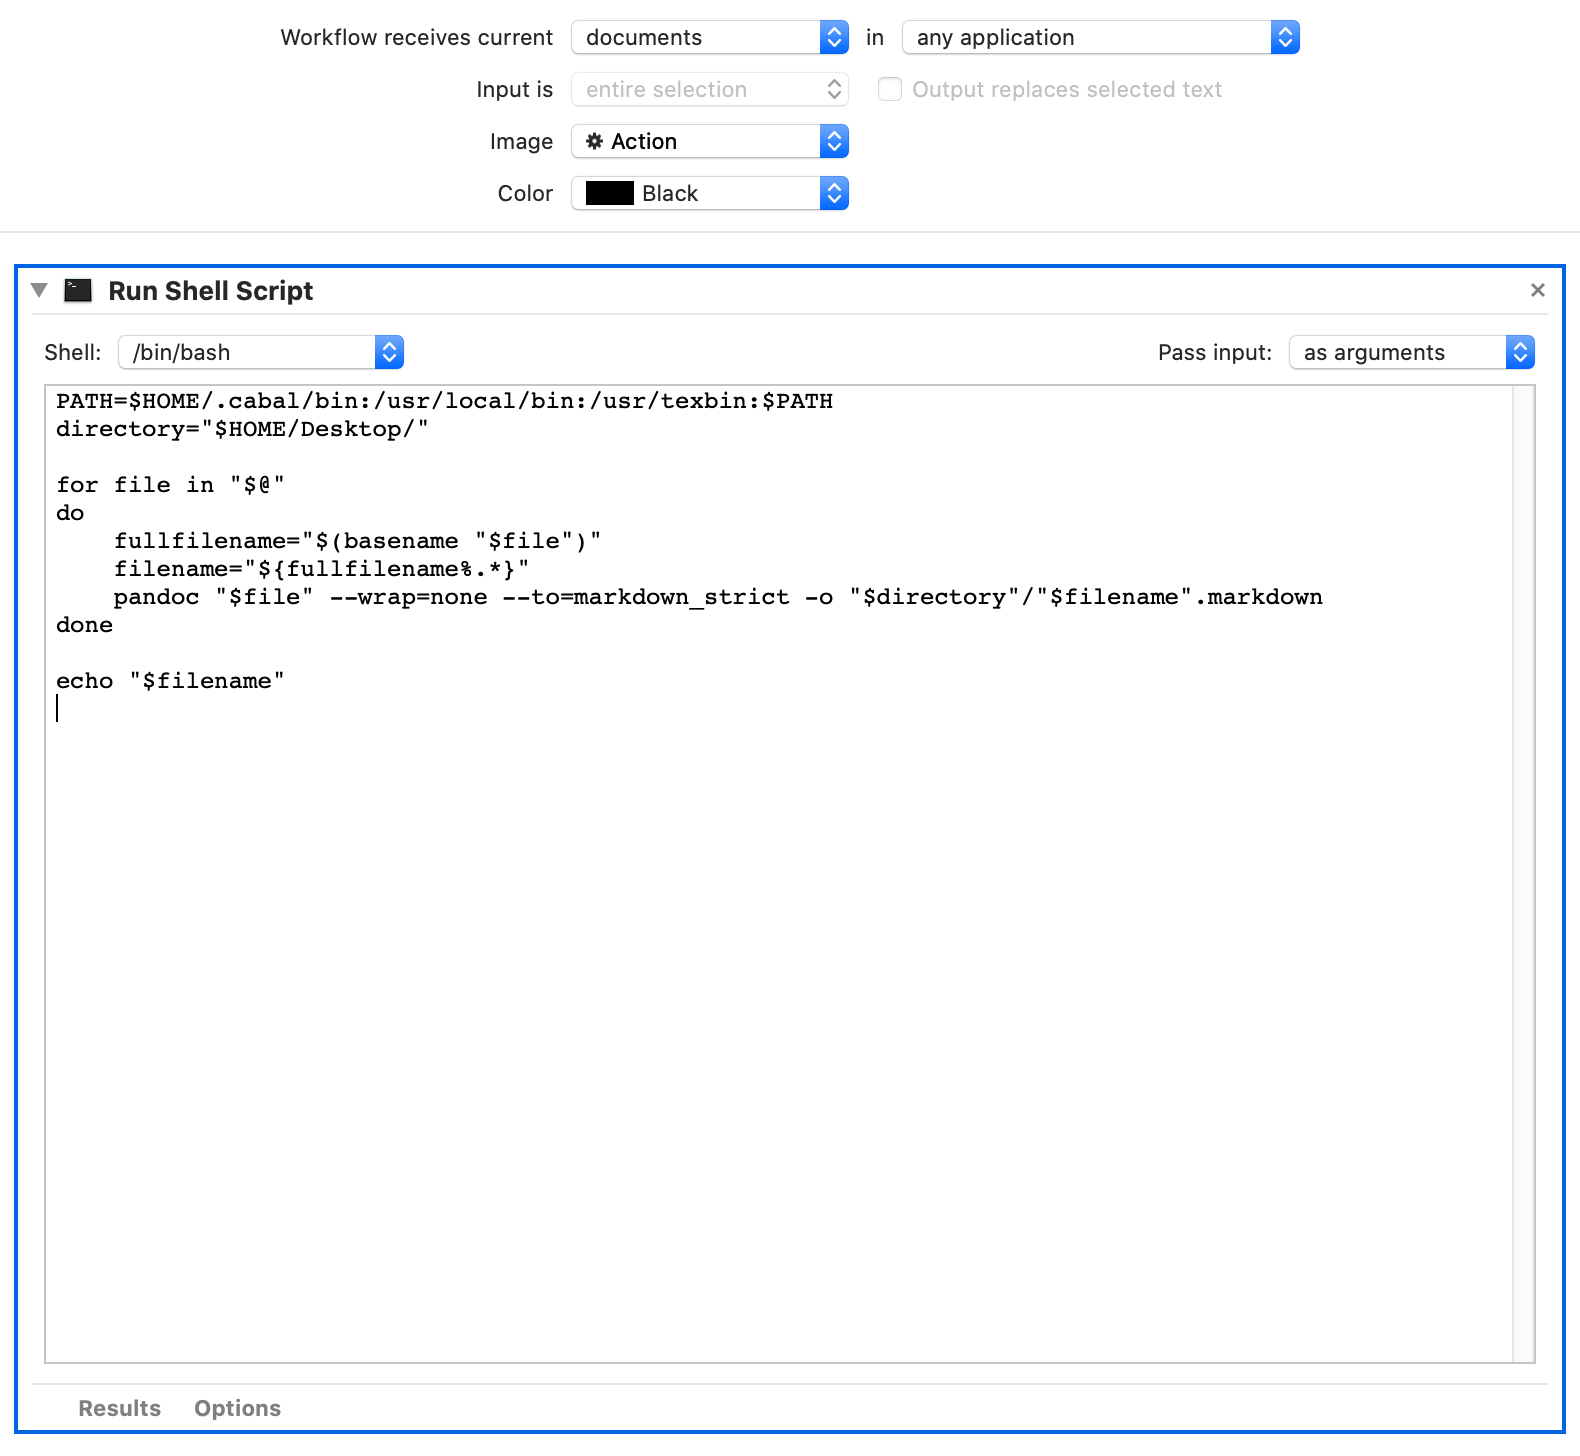 Workflow receives current documents in any application
Input is entire selection Output replaces selected text
Image Action
Color Black
Run Shell Script
Shell: /bin/bash Pass input: as arguments
PATH=$HOME/.cabal/bin:/usr/local/bin:/usr/texbin:$PATH
directory="$HOME/Desktop/"
for file in "$@"
do
    fullfilename="$(basename "$file")"
    filename="${fullfilename%.*}"
    pandoc "$file" --wrap=none --to=markdown_strict -o "$directory"/"$filename".markdown
done
echo "$filename"
Results Options